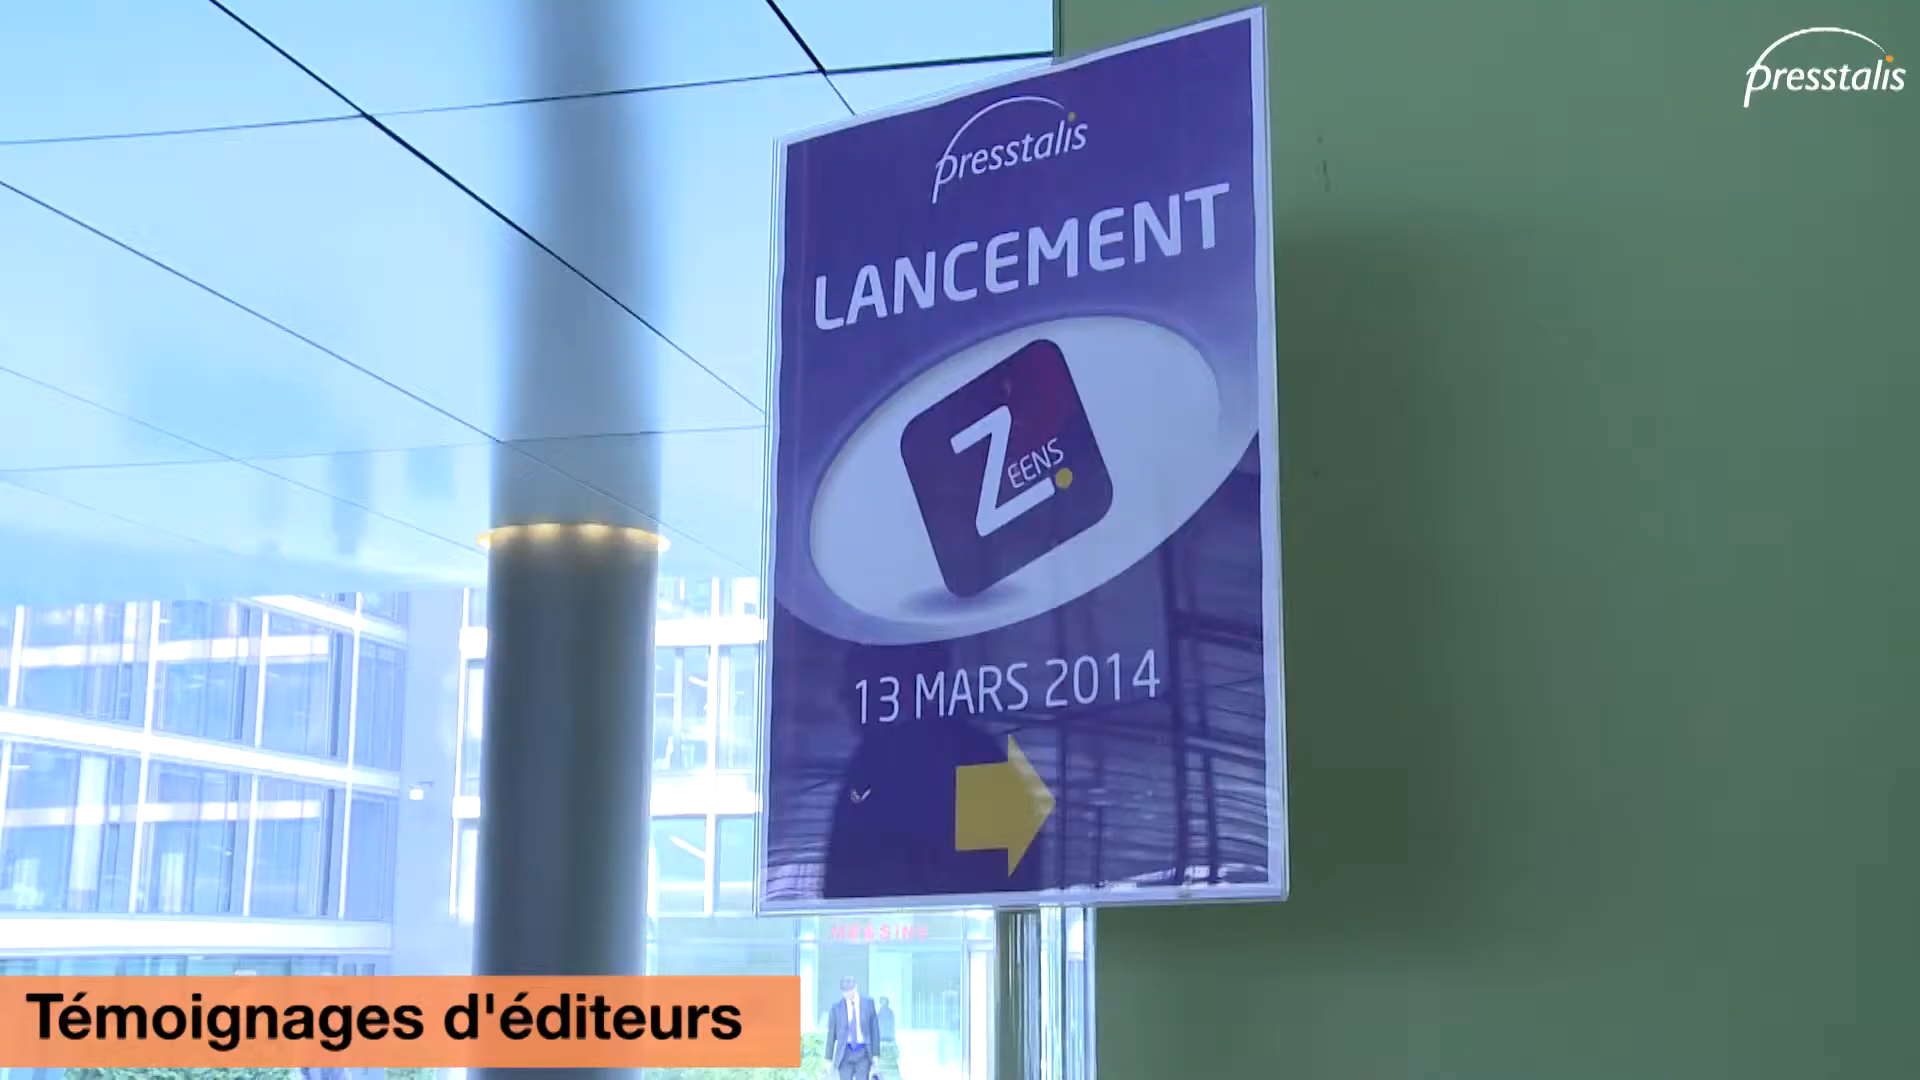 presstalis
presstalis
LANCEMENT
ZEENS
13 MARS 2014
Témoignages d'éditeurs